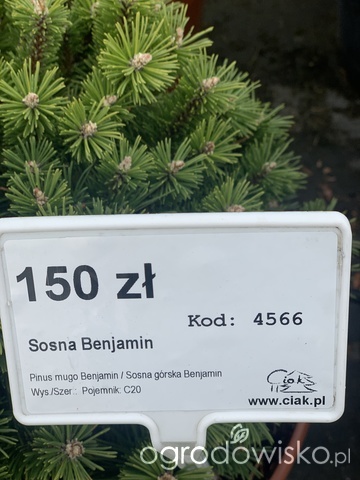 150 zł
Kod: 4566
Sosna Benjamin
Pinus mugo Benjamin / Sosna górska Benjamin
Wys./Szer.: Pojemnik: C20
Ciak
www.ciak.pl
ogrodowisko.pl